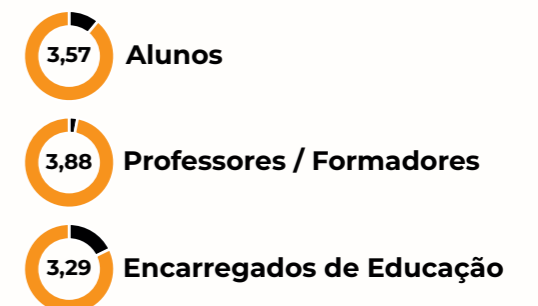 3,57 Alunos
3,88 Professores / Formadores
3,29 Encarregados de Educação